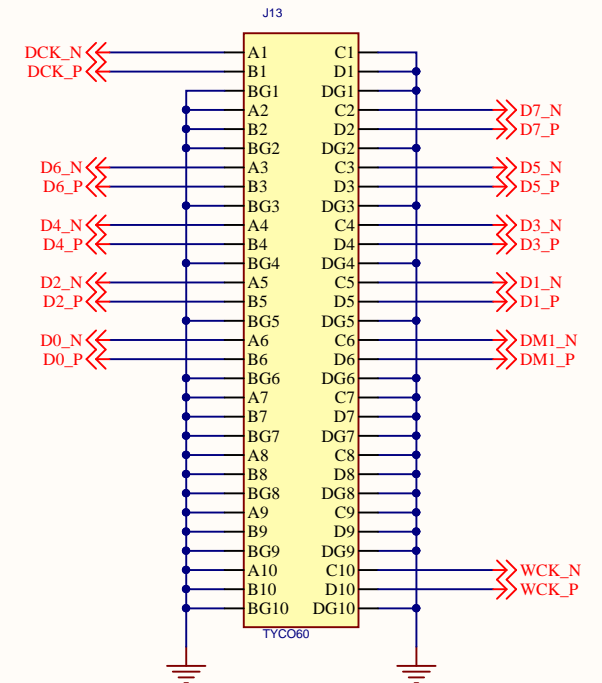 J13
DCK_N A1 C1
DCK_P B1 D1
BG1 DG1
A2 C2 D7_N
B2 D2 D7_P
BG2 DG2
D6_N A3 C3 D5_N
D6_P B3 D3 D5_P
BG3 DG3
D4_N A4 C4 D3_N
D4_P B4 D4 D3_P
BG4 DG4
D2_N A5 C5 D1_N
D2_P B5 D5 D1_P
BG5 DG5
D0_N A6 C6 DM1_N
D0_P B6 D6 DM1_P
BG6 DG6
A7 C7
B7 D7
BG7 DG7
A8 C8
B8 D8
BG8 DG8
A9 C9
B9 D9
BG9 DG9
A10 C10 WCK_N
B10 D10 WCK_P
BG10 DG10
TYCO60